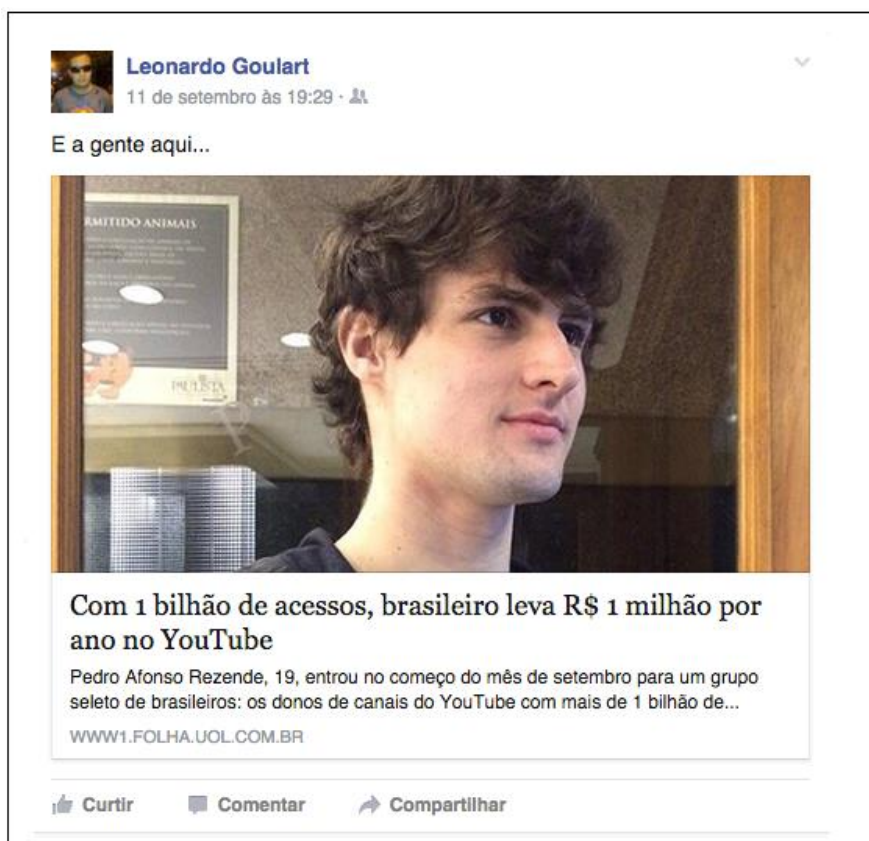 Leonardo Goulart
11 de setembro às 19:29 ·
E a gente aqui...
RMITIDO ANIMAIS
PAULISTA
Com 1 bilhão de acessos, brasileiro leva R$ 1 milhão por
ano no YouTube
Pedro Afonso Rezende, 19, entrou no começo do mês de setembro para um grupo
seleto de brasileiros: os donos de canais do YouTube com mais de 1 bilhão de...
WWW1.FOLHA.UOL.COM.BR
Curtir Comentar Compartilhar